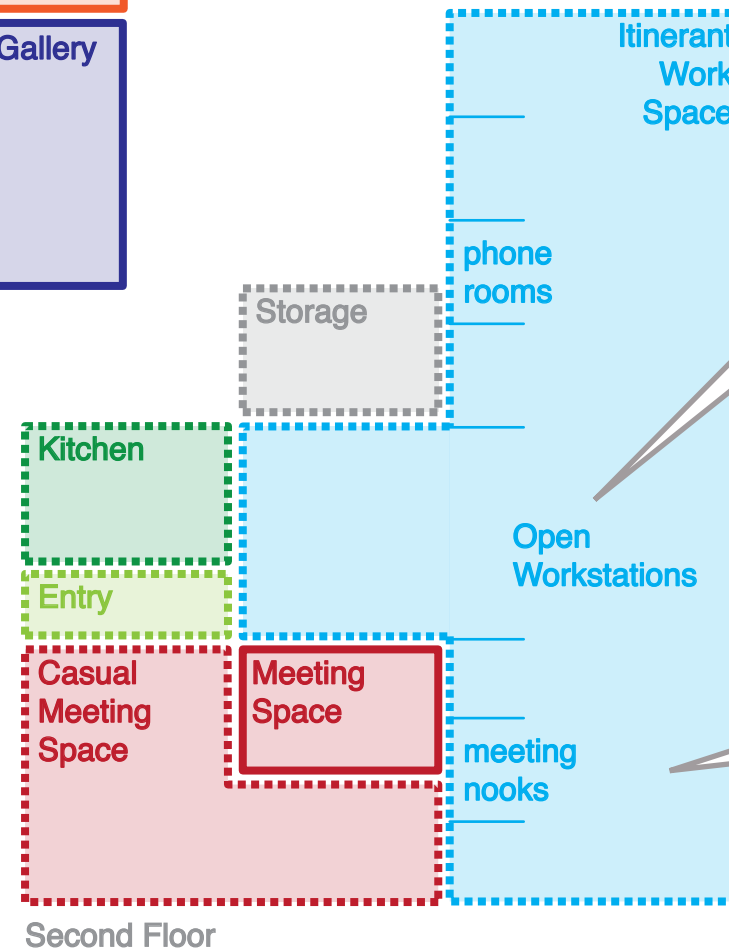 Gallery
Itinerant
Work
Space
phone
rooms
Storage
Kitchen
Open
Workstations
Entry
Casual
Meeting
Space
Meeting
Space
meeting
nooks
Second Floor